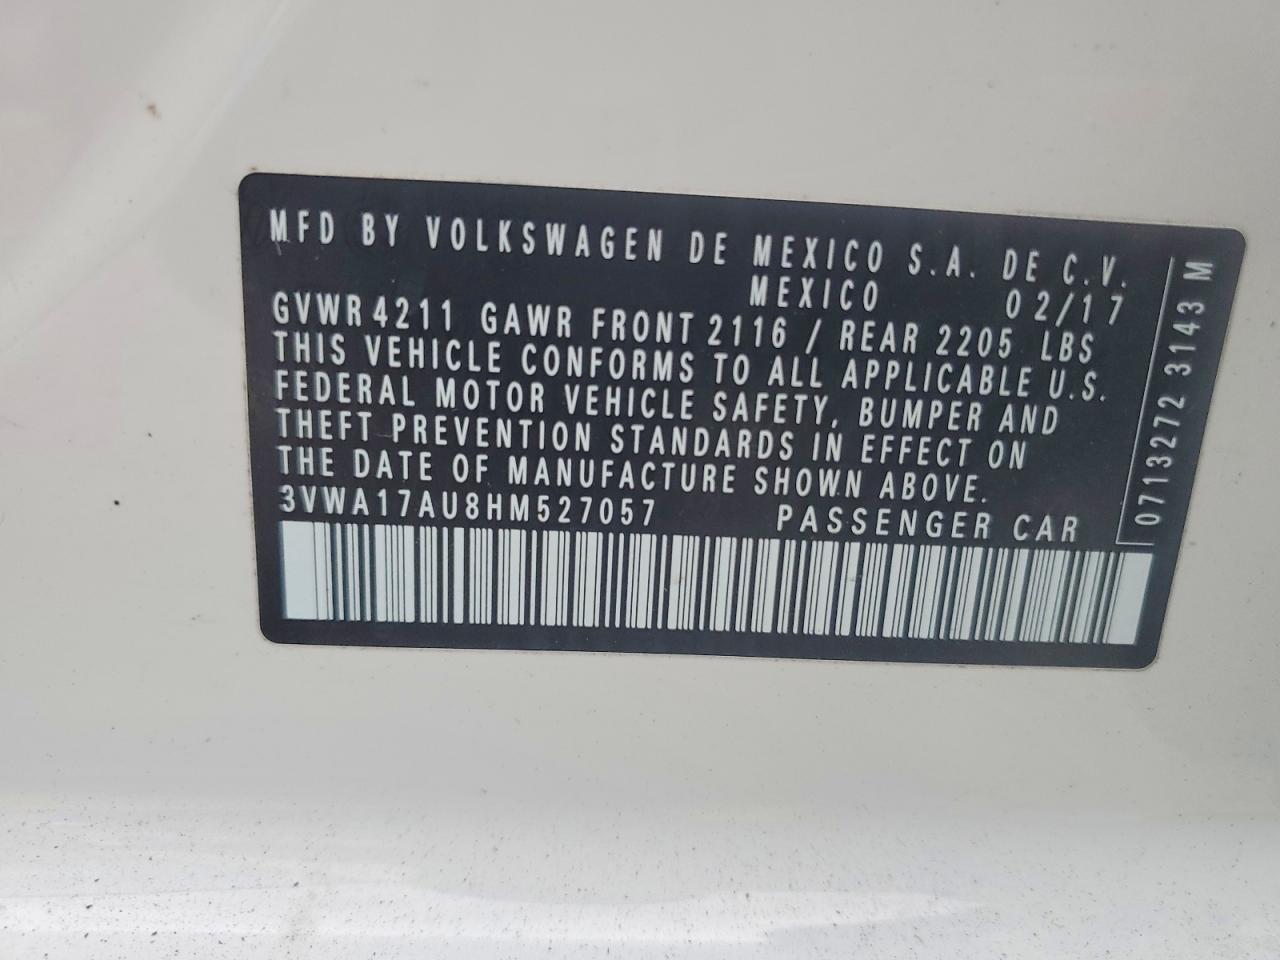 MFD BY VOLKSWAGEN DE MEXICO S.A. DE C.V.
MEXICO 02/17
GVWR 4211 GAWR FRONT 2116 / REAR 2205 LBS
THIS VEHICLE CONFORMS TO ALL APPLICABLE U.S.
FEDERAL MOTOR VEHICLE SAFETY, BUMPER AND
THEFT PREVENTION STANDARDS IN EFFECT ON
THE DATE OF MANUFACTURE SHOWN ABOVE.
3VWA17AU8HM527057 PASSENGER CAR
0713272 3143 M